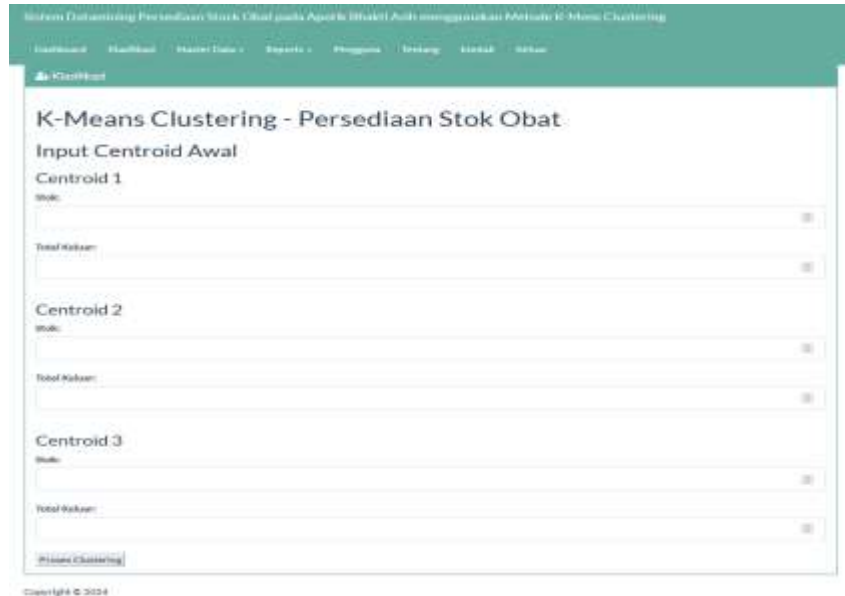 Sistem Datamining Persediaan Stock Obat pada Apotik Bhakti Asih menggunakan Metode K-Means Clustering
Dashboard Klasifikasi Master Data Reports Pengguna Tentang Kontak Keluar
Klasifikasi
K-Means Clustering - Persediaan Stok Obat
Input Centroid Awal
Centroid 1
Stok:
Total Keluar:
Centroid 2
Stok:
Total Keluar:
Centroid 3
Stok:
Total Keluar:
Proses Clustering
Copyright © 2024